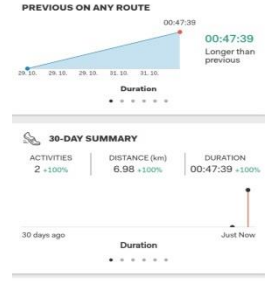 PREVIOUS ON ANY ROUTE
00:47:39
00:47:39
Longer than
previous
29. 10. 29. 10. 29. 10. 30. 10. 31. 10. 31. 10.
Duration
30-DAY SUMMARY
ACTIVITIES DISTANCE (km) DURATION
2 +100% 6.98 +100% 00:47:39 +100%
30 days ago Just Now
Duration